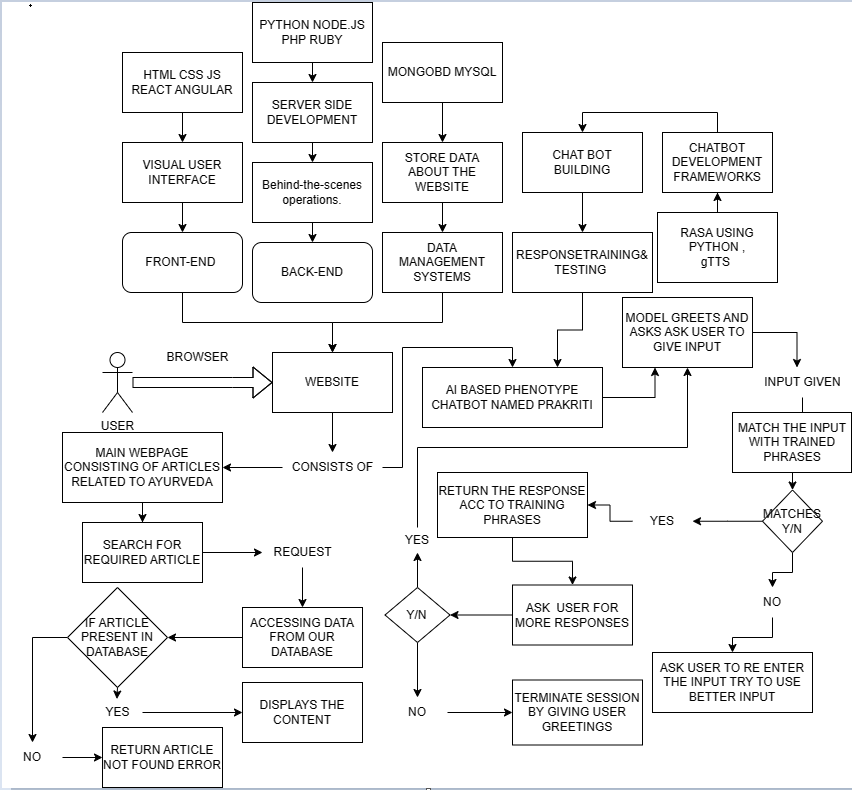 PYTHON NODE.JS
PHP RUBY
HTML CSS JS
REACT ANGULAR
MONGOBD MYSQL
SERVER SIDE
DEVELOPMENT
VISUAL USER
INTERFACE
Behind-the-scenes
operations.
STORE DATA
ABOUT THE
WEBSITE
CHAT BOT
BUILDING
CHATBOT
DEVELOPMENT
FRAMEWORKS
FRONT-END
BACK-END
DATA
MANAGEMENT
SYSTEMS
RESPONSETRAINING&
TESTING
RASA USING
PYTHON ,
gTTS
MODEL GREETS AND
ASKS ASK USER TO
GIVE INPUT
BROWSER
USER
WEBSITE
AI BASED PHENOTYPE
CHATBOT NAMED PRAKRITI
INPUT GIVEN
MAIN WEBPAGE
CONSISTING OF ARTICLES
RELATED TO AYURVEDA
CONSISTS OF
MATCH THE INPUT
WITH TRAINED
PHRASES
RETURN THE RESPONSE
ACC TO TRAINING
PHRASES
YES
MATCHES
Y/N
SEARCH FOR
REQUIRED ARTICLE
REQUEST
YES
NO
IF ARTICLE
PRESENT IN
DATABASE
ACCESSING DATA
FROM OUR
DATABASE
Y/N
ASK USER FOR
MORE RESPONSES
ASK USER TO RE ENTER
THE INPUT TRY TO USE
BETTER INPUT
YES
DISPLAYS THE
CONTENT
NO
TERMINATE SESSION
BY GIVING USER
GREETINGS
NO
RETURN ARTICLE
NOT FOUND ERROR